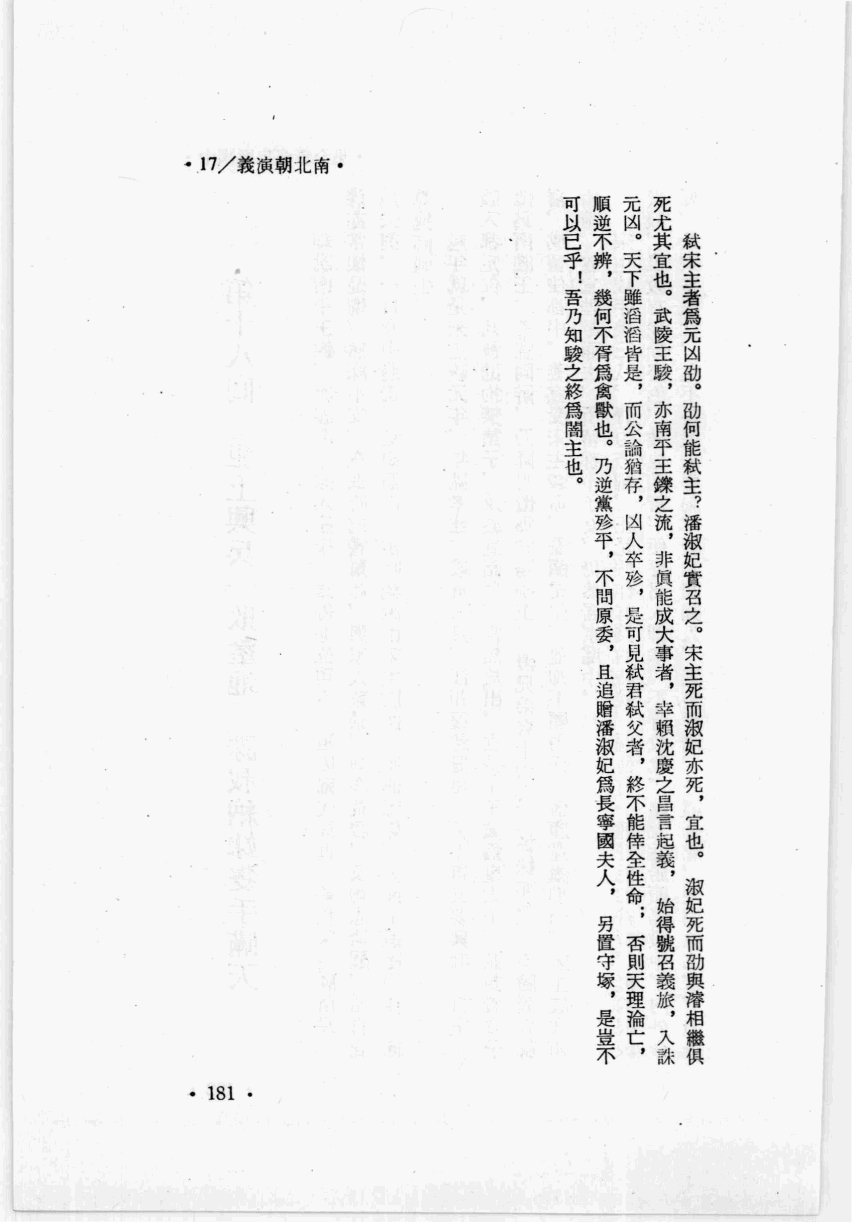 •17/義演朝北南•
弒宋主者爲元凶劭。劭何能弒主？潘淑妃實召之。宋主死而淑妃亦死，宜也。淑妃死而劭與濬相繼俱
死尤其宜也。武陵王駿，亦南平王鑠之流，非眞能成大事者，幸賴沈慶之昌言起義，始得號召義旅，入誅
元凶。天下雖滔滔皆是，而公論猶存，凶人卒殄，是可見弒君弒父者，終不能倖全性命；否則天理淪亡，
順逆不辨，幾何不胥爲禽獸也。乃逆黨殄平，不問原委，且追贈潘淑妃爲長寧國夫人，另置守塚，是豈不
可以已乎！吾乃知駿之終爲闇主也。
• 181 •